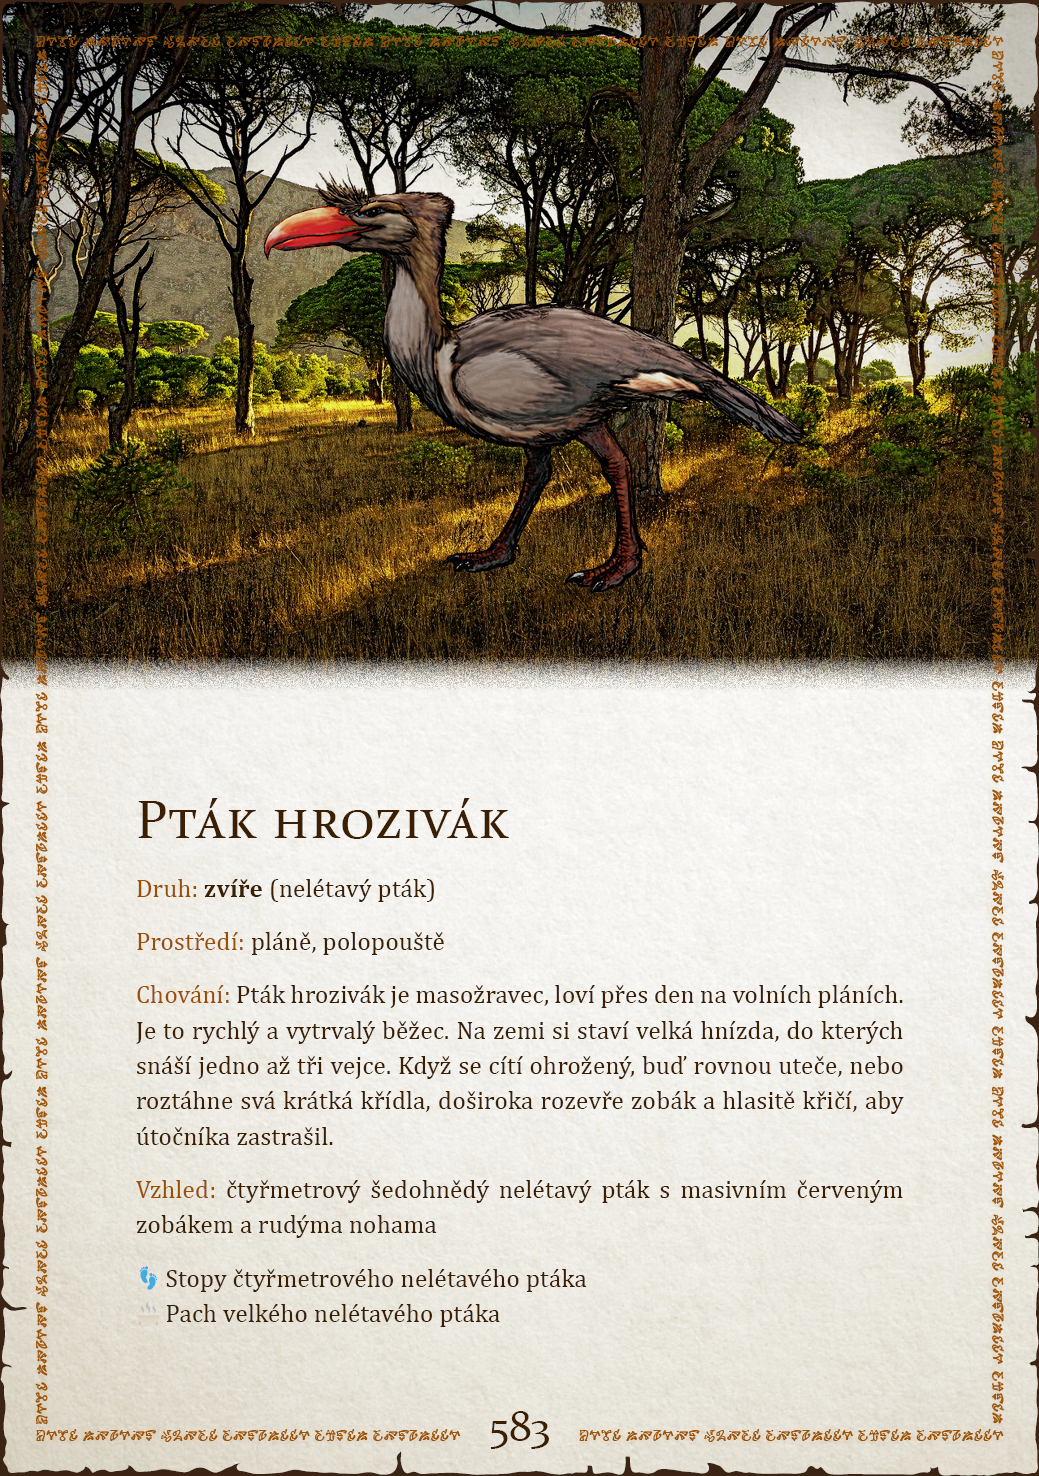 Pták hrozivák
Druh: zvíře (nelétavý pták)
Prostředí: pláně, polopouště
Chování: Pták hrozivák je masožravec, loví přes den na volních pláních.
Je to rychlý a vytrvalý běžec. Na zemi si staví velká hnízda, do kterých
snáší jedno až tři vejce. Když se cítí ohrožený, buď rovnou uteče, nebo
roztáhne svá krátká křídla, doširoka rozevře zobák a hlasitě křičí, aby
útočníka zastrašil.
Vzhled: čtyřmetrový šedohnědý nelétavý pták s masivním červeným
zobákem a rudýma nohama
Stopy čtyřmetrového nelétavého ptáka
Pach velkého nelétavého ptáka
583